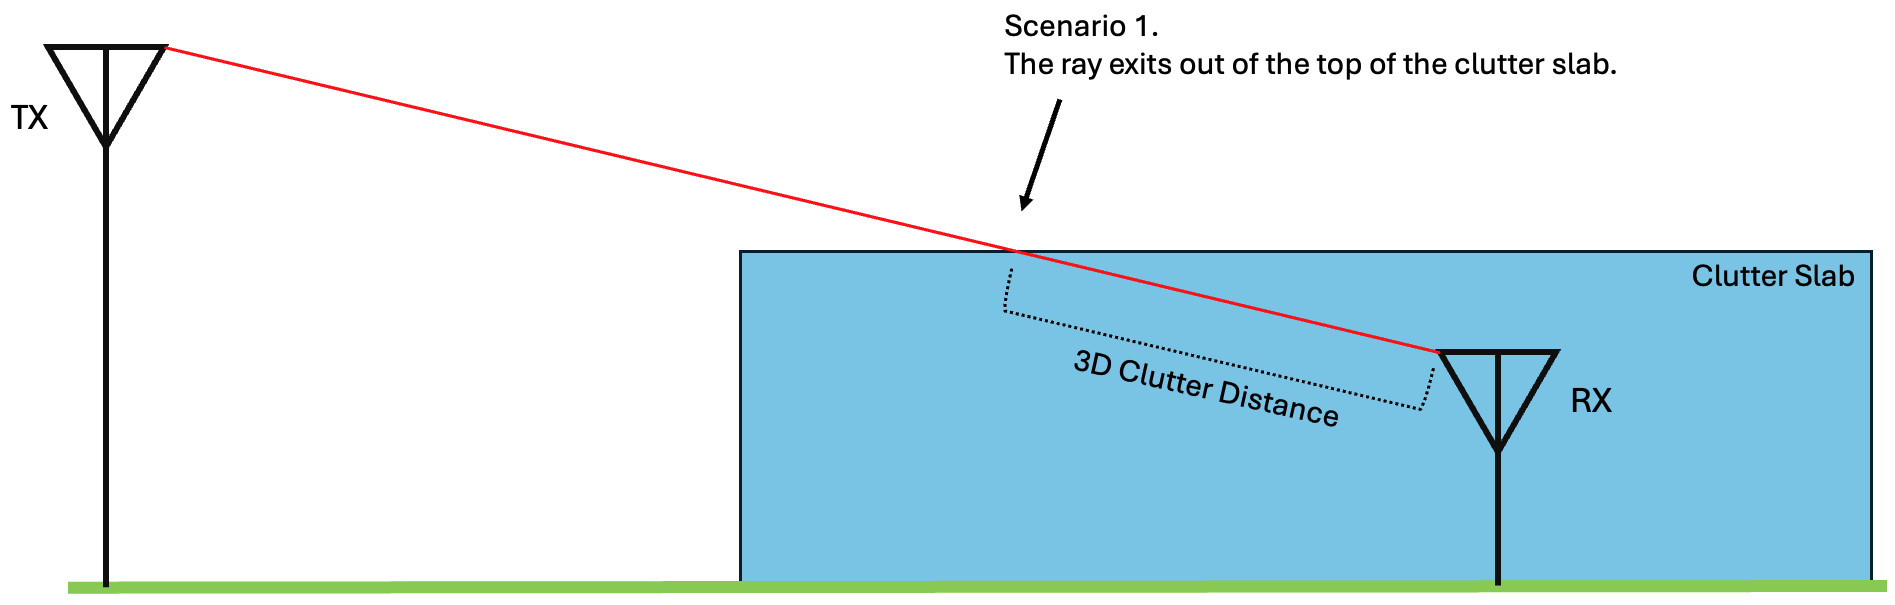 Scenario 1.
The ray exits out of the top of the clutter slab.
TX
Clutter Slab
3D Clutter Distance
RX